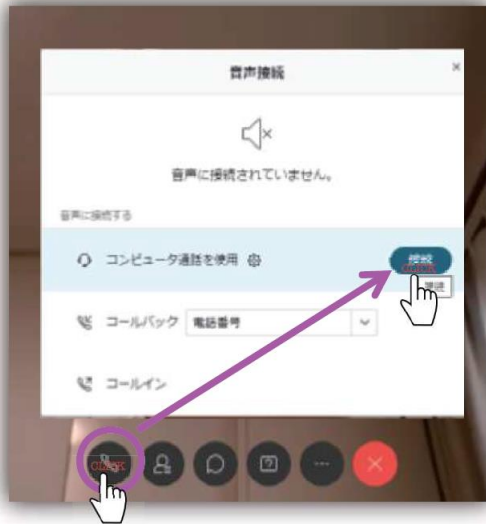 音声接続
×
音声に接続されていません。
音声に接続する
コンピュータ通話を使用
接続
CLICK
接続
コールバック 電話番号
コールイン
CLICK